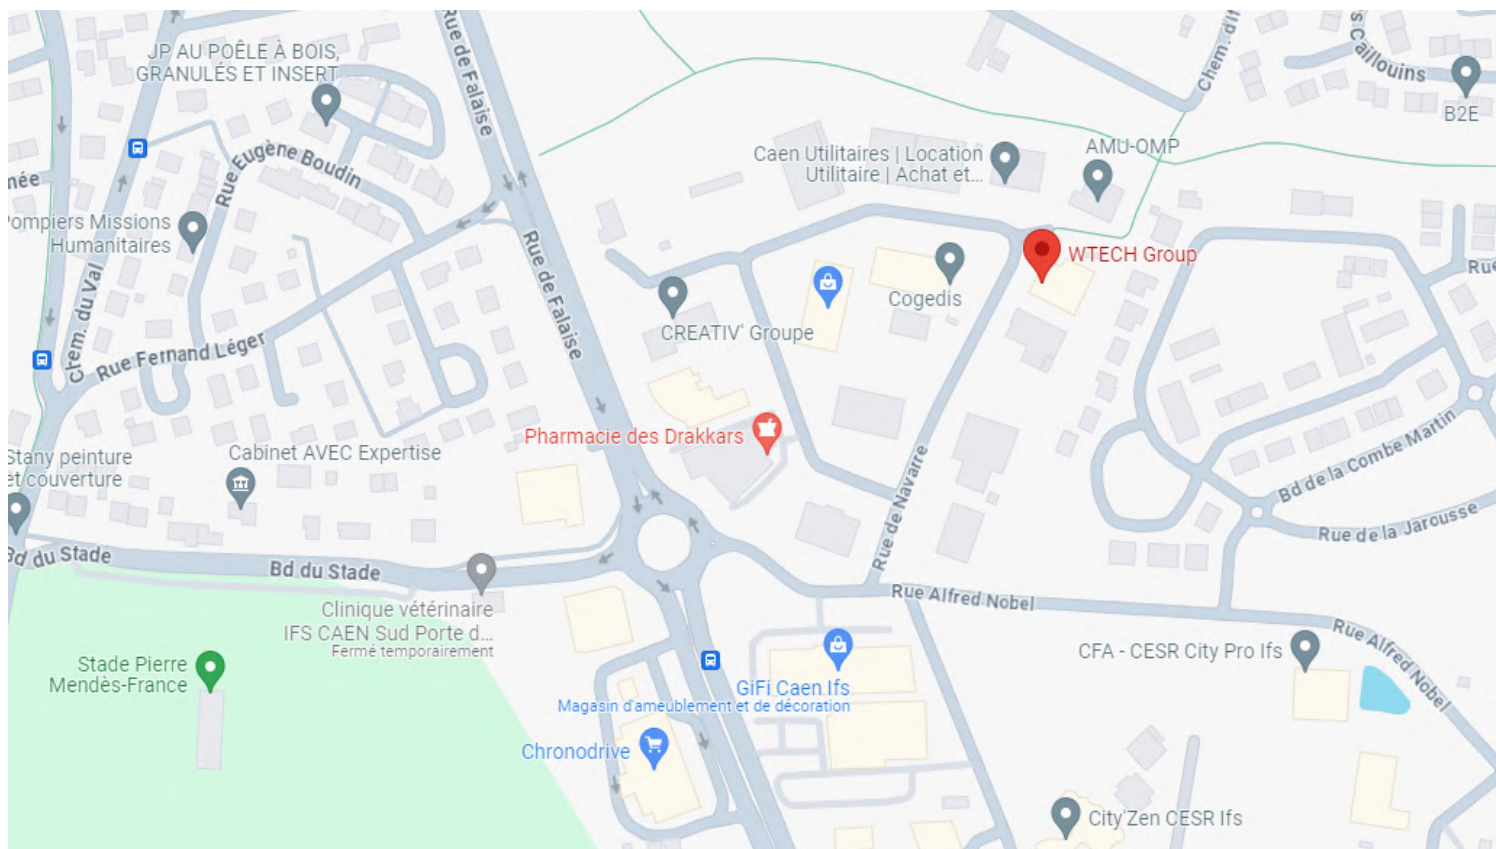 JP AU POÊLE À BOIS,
GRANULÉS ET INSERT
Rue de Falaise
Chem. d'If
Caillouins
B2E
Caen Utilitaires | Location
Utilitaire | Achat et...
AMU-OMP
née
Rue Eugène Boudin
Pompiers Missions
Humanitaires
Rue de Falaise
WTECH Group
Rue
Cogedis
CREATIV' Groupe
Chem. du Val
Rue Fernand Léger
Pharmacie des Drakkars
Cabinet AVEC Expertise
Stany peinture
et couverture
Bd de la Combe Martin
Rue de Navarre
Rue de la Jarousse
Bd du Stade
Bd du Stade
Rue Alfred Nobel
Clinique vétérinaire
IFS CAEN Sud Porte d...
Fermé temporairement
Rue Alfred Nobel
CFA - CESR City Pro Ifs
Stade Pierre
Mendès-France
GiFi Caen Ifs
Magasin d'ameublement et de décoration
Chronodrive
City'Zen CESR Ifs